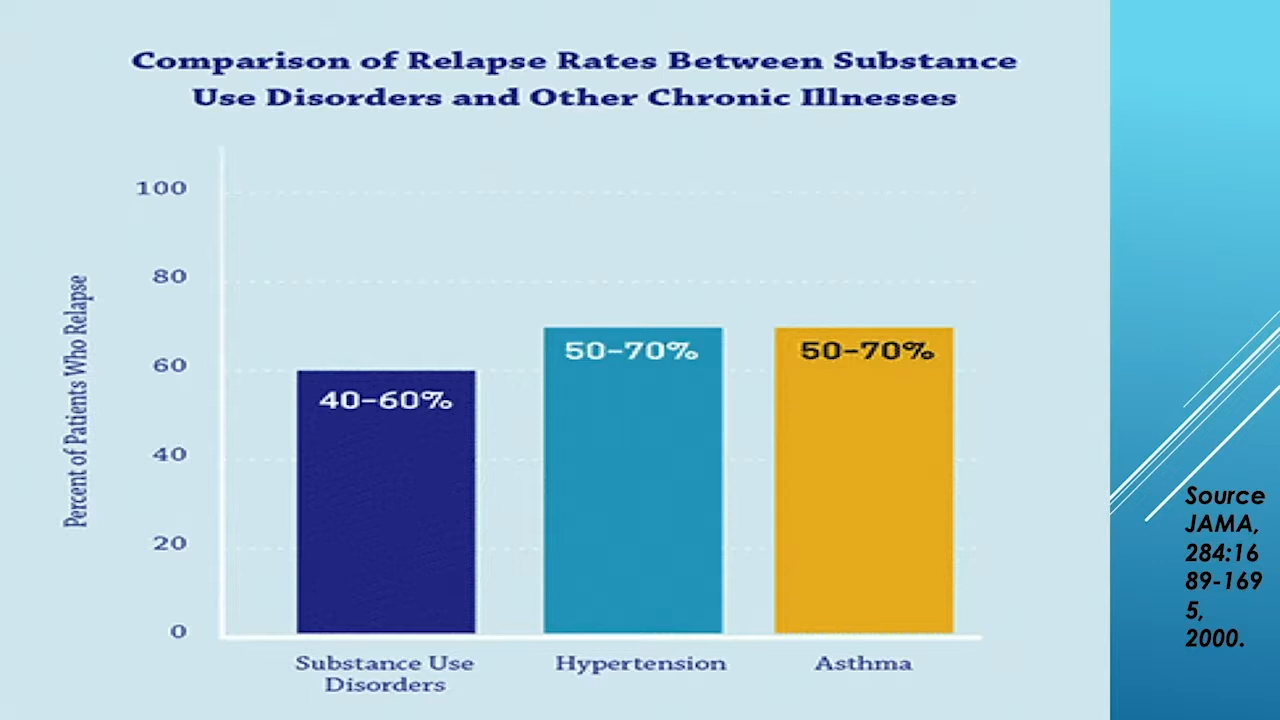 Comparison of Relapse Rates Between Substance
Use Disorders and Other Chronic Illnesses
Percent of Patients Who Relapse
100
80
60
40
20
0
40–60%
50–70%
50–70%
Substance Use
Disorders
Hypertension
Asthma
Source
JAMA,
284:16
89-169
5,
2000.